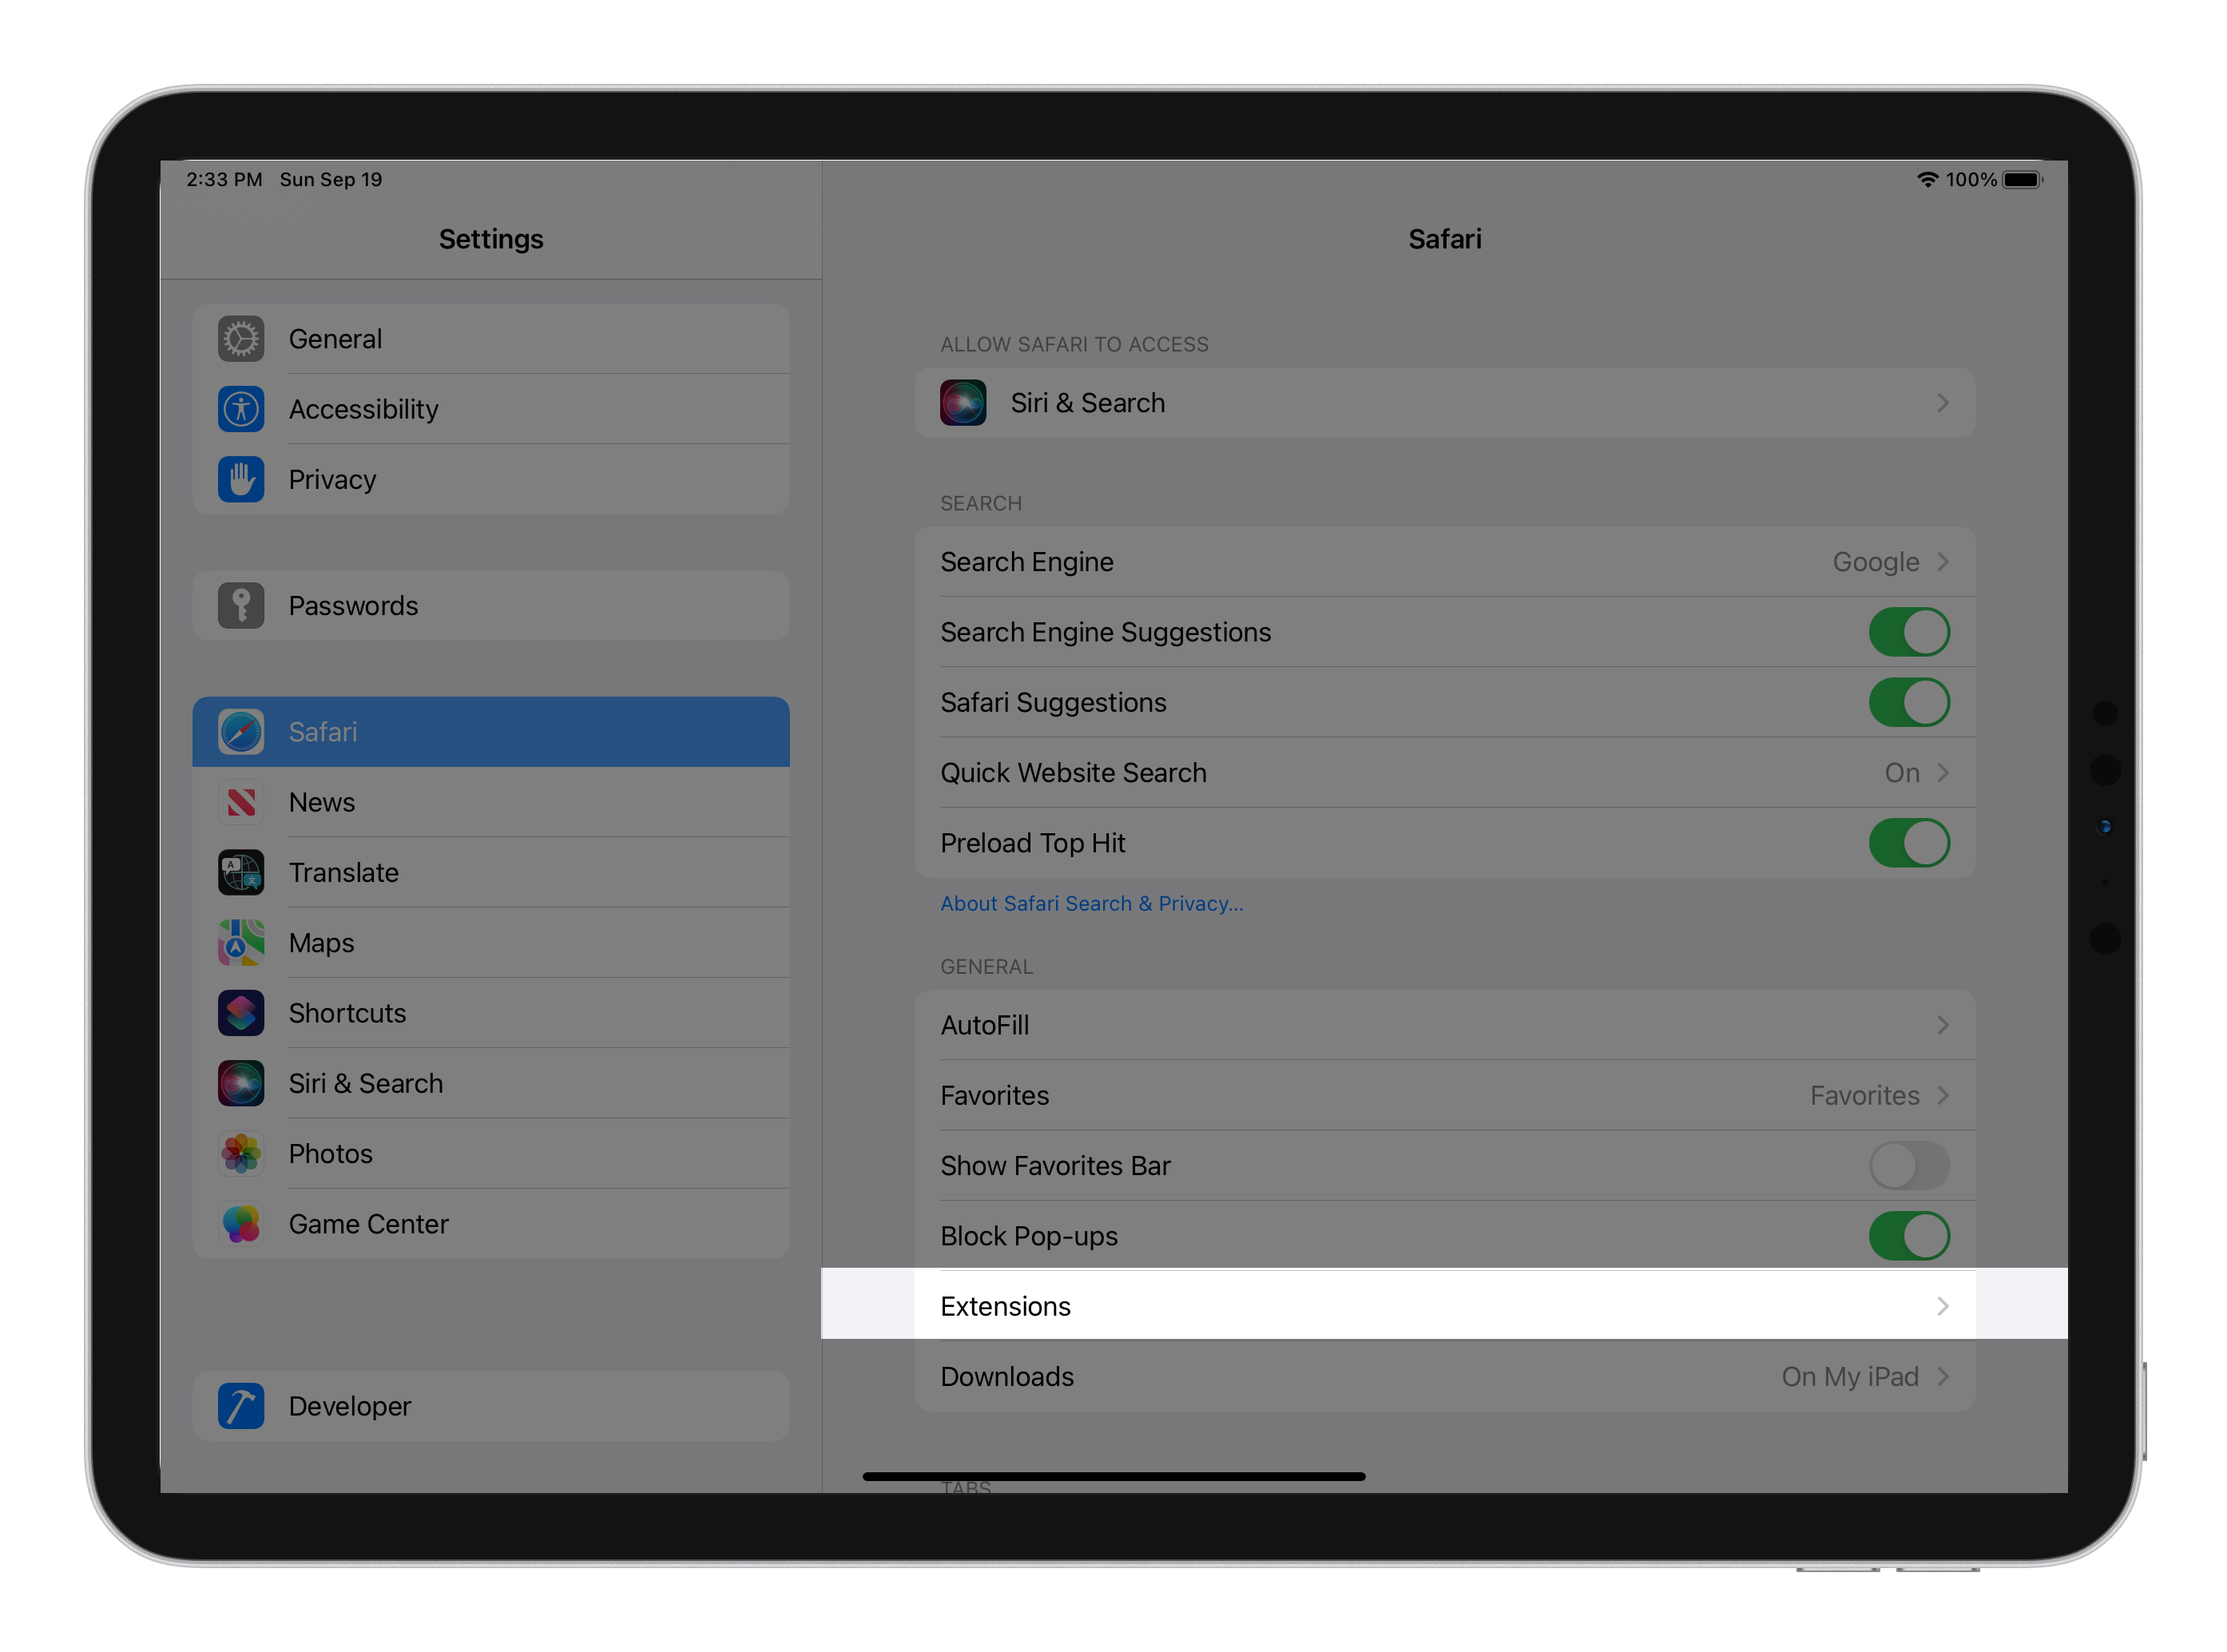 2:33 PM Sun Sep 19
100%
Settings
General
Accessibility
Privacy
Passwords
Safari
News
Translate
Maps
Shortcuts
Siri & Search
Photos
Game Center
Developer
Safari
ALLOW SAFARI TO ACCESS
Siri & Search
SEARCH
Search Engine Google
Search Engine Suggestions
Safari Suggestions
Quick Website Search On
Preload Top Hit
About Safari Search & Privacy...
GENERAL
AutoFill
Favorites Favorites
Show Favorites Bar
Block Pop-ups
Extensions
Downloads On My iPad
TABS